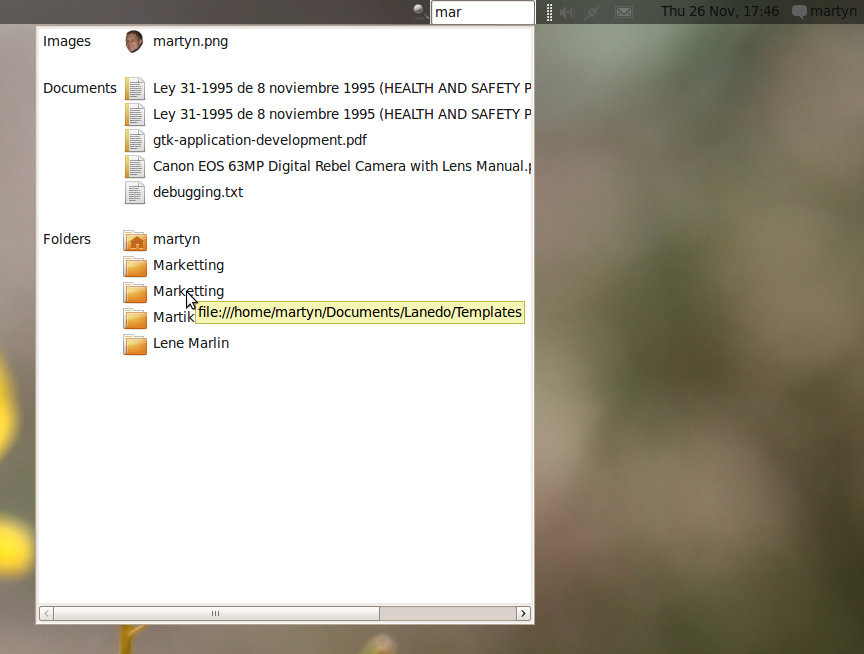 mar
Thu 26 Nov, 17:46
martyn
Images
martyn.png
Documents
Ley 31-1995 de 8 noviembre 1995 (HEALTH AND SAFETY P
Ley 31-1995 de 8 noviembre 1995 (HEALTH AND SAFETY P
gtk-application-development.pdf
Canon EOS 63MP Digital Rebel Camera with Lens Manual.p
debugging.txt
Folders
martyn
Marketting
Marketting
file:///home/martyn/Documents/Lanedo/Templates
Martik
Lene Marlin